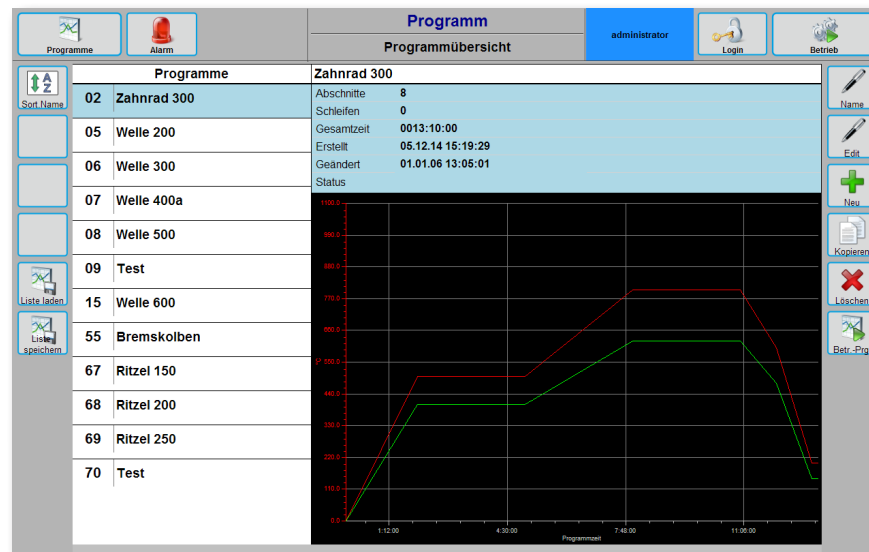 Programme
Alarm
Programm
Programmübersicht
administrator
Login
Betrieb
Sort.Name
Liste laden
Liste
speichern
Programme
02 Zahnrad 300
05 Welle 200
06 Welle 300
07 Welle 400a
08 Welle 500
09 Test
15 Welle 600
55 Bremskolben
67 Ritzel 150
68 Ritzel 200
69 Ritzel 250
70 Test
Zahnrad 300
Abschnitte 8
Schleifen 0
Gesamtzeit 0013:10:00
Erstellt 05.12.14 15:19:29
Geändert 01.01.06 13:05:01
Status
1100.0
990.0
880.0
770.0
660.0
°C 550.0
440.0
330.0
220.0
110.0
0.0
1:12:00 4:30:00 7:48:00 11:06:00
Programmzeit
Name
Edit
Neu
Kopieren
Löschen
Betr.-Prg